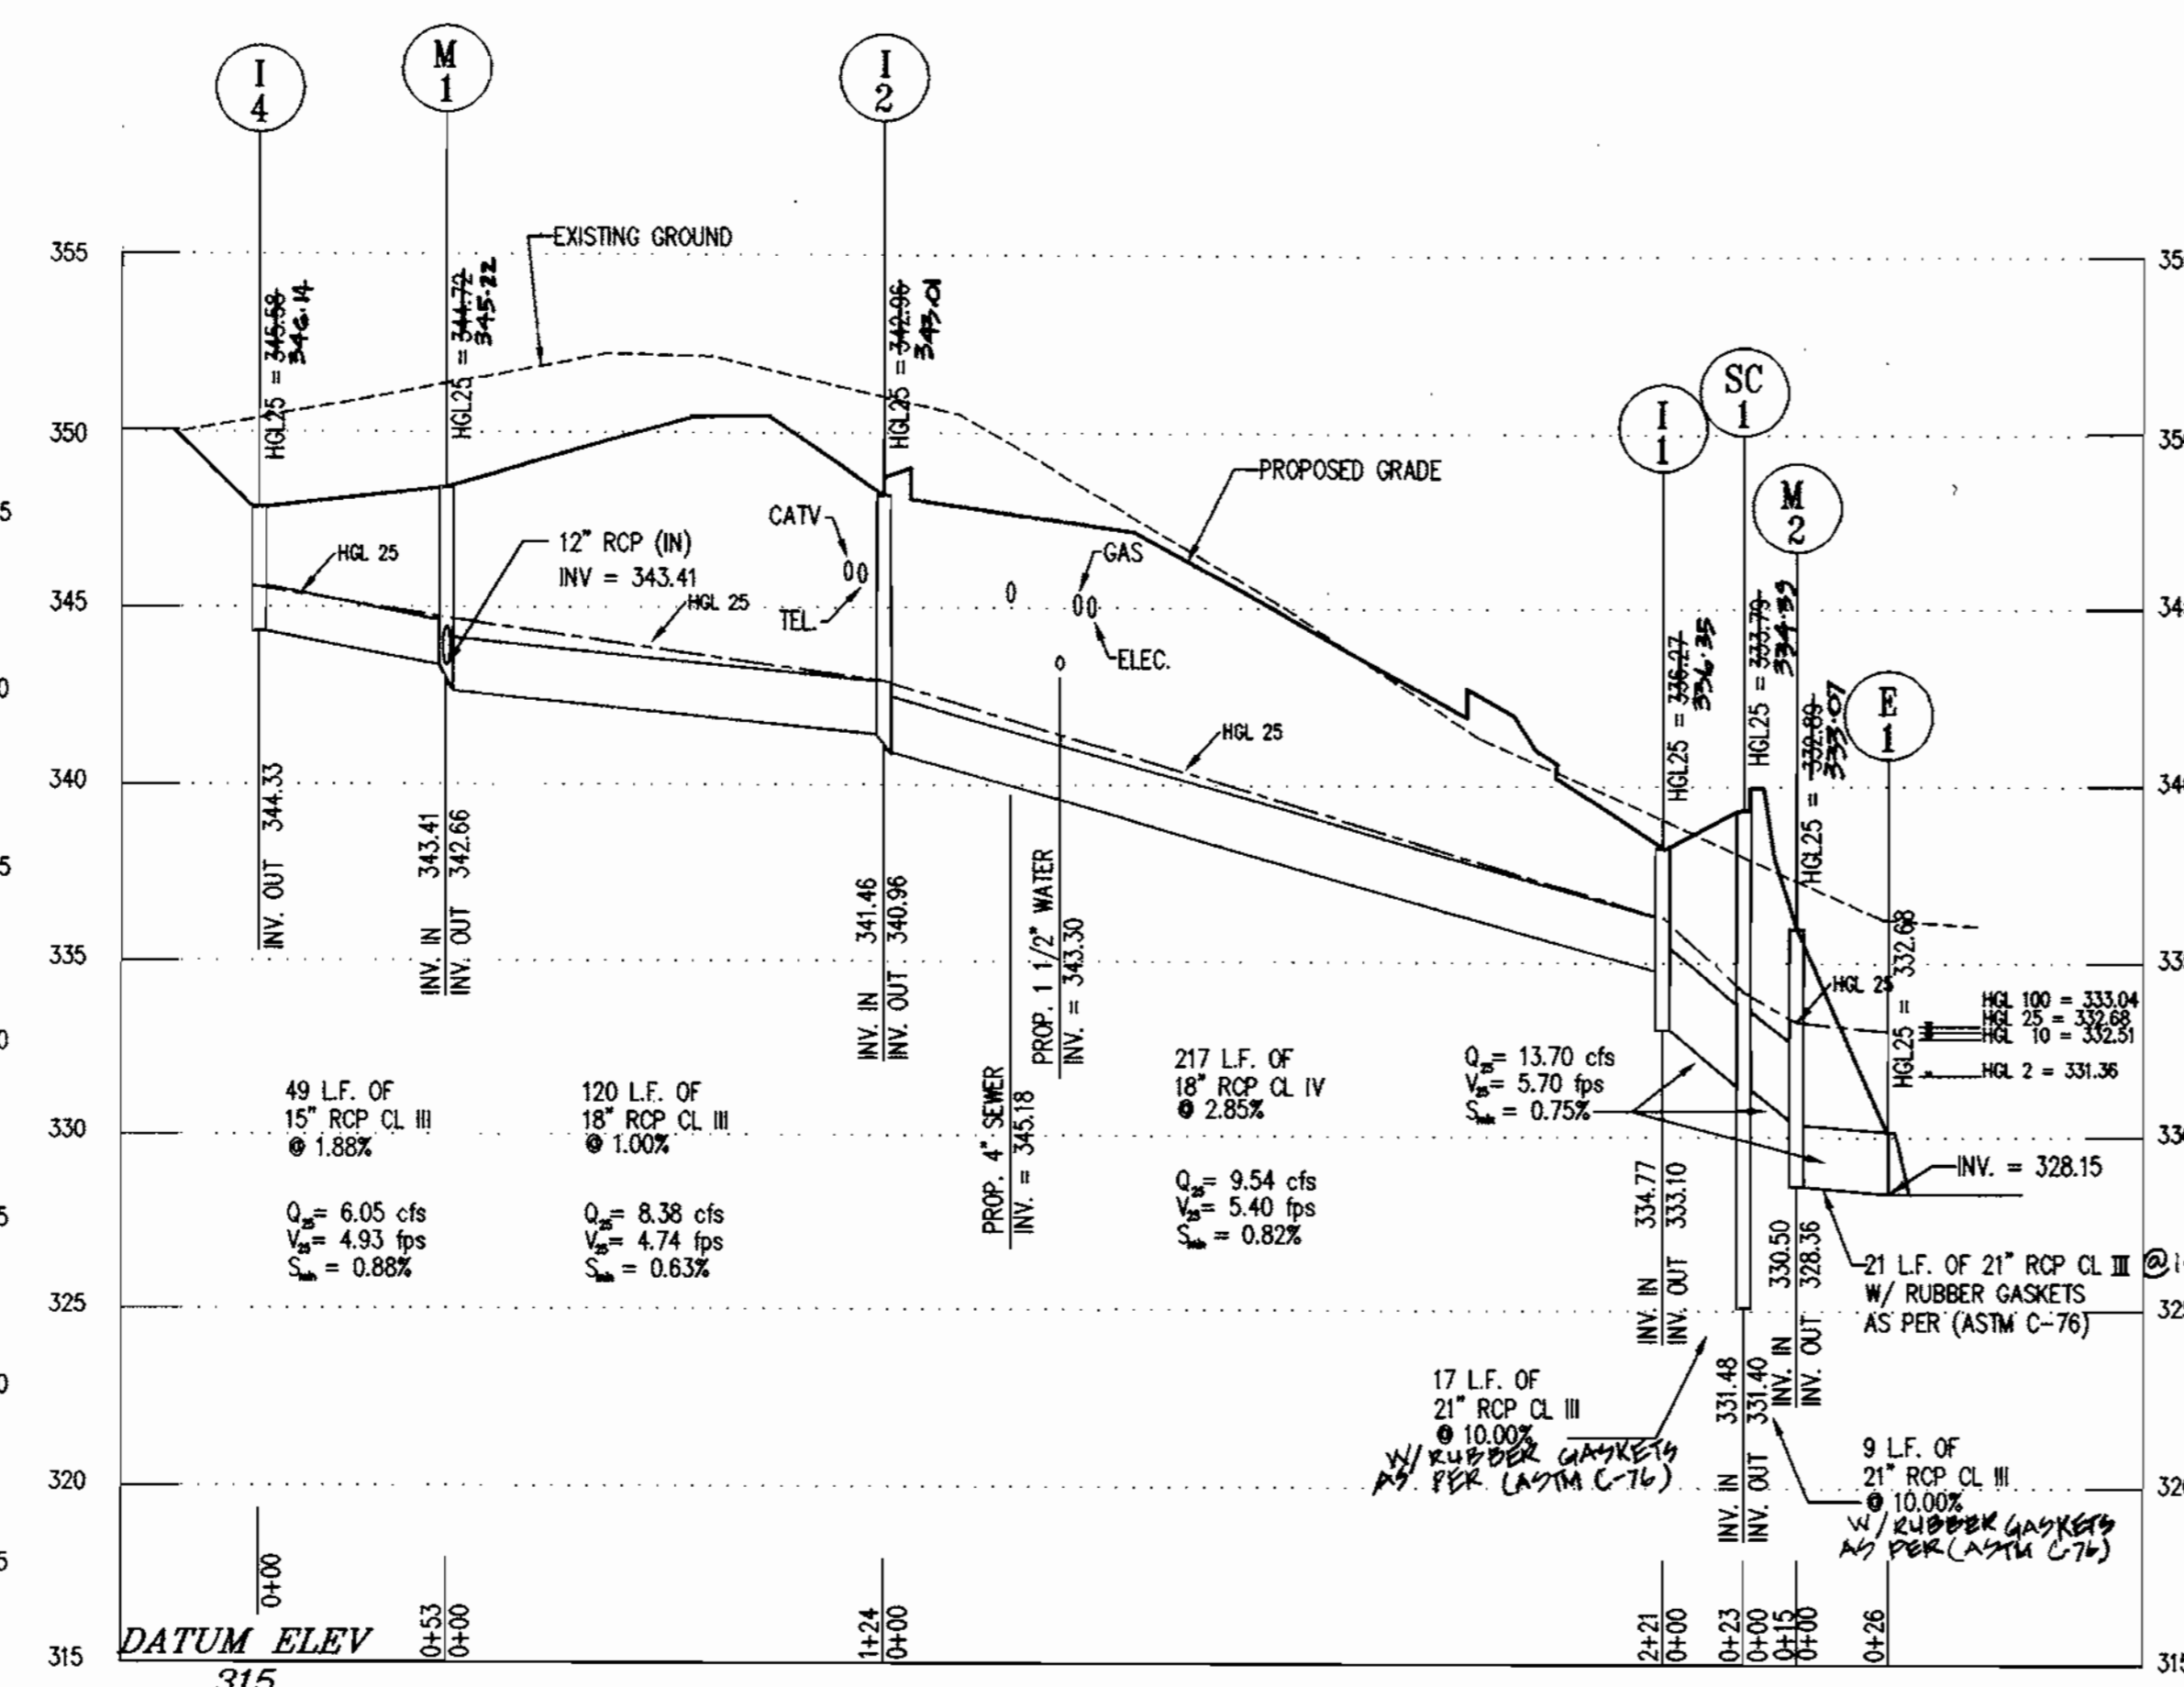 I
4
M
1
I
2
I
1
SC
1
M
2
E
1
355
350
345
340
335
330
325
320
315
EXISTING GROUND
PROPOSED GRADE
HGL25 = 345.58
346.14
HGL25 = 344.72
345.22
HGL25 = 342.96
343.01
HGL25 = 336.27
336.35
HGL25 = 333.79
HGL25 = 332.89
333.07
HGL25 = 332.68
HGL 25
12" RCP (IN)
INV = 343.41
HGL 25
CATV
TEL.
GAS
ELEC.
HGL 25
HGL 25
HGL 100 = 333.04
HGL 25 = 332.68
HGL 10 = 332.51
HGL 2 = 331.36
INV. OUT 344.33
INV. IN 343.41
INV. OUT 342.66
INV. IN 341.46
INV. OUT 340.96
PROP. 4" SEWER
INV. = 345.18
PROP. 1 1/2" WATER
INV. = 343.30
INV. IN 334.77
INV. OUT 333.10
INV. IN 331.48
INV. OUT 331.40
INV. IN 330.50
INV. OUT 328.36
INV. = 328.15
49 L.F. OF
15" RCP CL III
@ 1.88%
Q25= 6.05 cfs
V25= 4.93 fps
Smin = 0.88%
120 L.F. OF
18" RCP CL III
@ 1.00%
Q25= 8.38 cfs
V25= 4.74 fps
Smin = 0.63%
217 L.F. OF
18" RCP CL IV
@ 2.85%
Q25= 9.54 cfs
V25= 5.40 fps
Smin = 0.82%
Q25= 13.70 cfs
V25= 5.70 fps
Smin = 0.75%
21 L.F. OF 21" RCP CL III @
W/ RUBBER GASKETS
AS PER (ASTM C-76)
17 L.F. OF
21" RCP CL III
@ 10.00%
W/ RUBBER GASKETS
AS PER (ASTM C-76)
9 L.F. OF
21" RCP CL III
@ 10.00%
W/ RUBBER GASKETS
AS PER (ASTM C-76)
0+00
0+53
0+00
1+24
0+00
2+21
0+00
0+23
0+00
0+15
0+00
0+26
DATUM ELEV
315
315